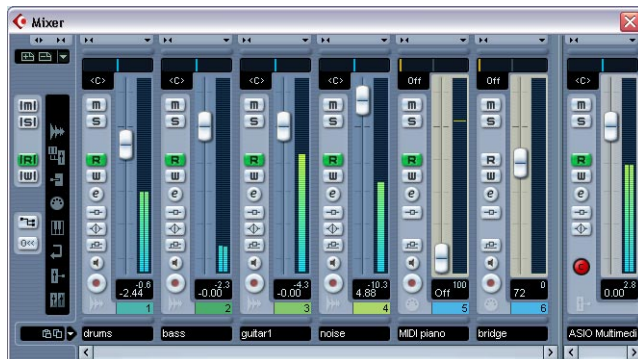 Mixer
<C> <C> <C> <C> Off Off <C>
m m m m m m m
S S S S S S S
R R R R R R R
W W W W W W W
e e e e e e e
-0.6 -2.3 -4.3 -10.3 100 0 2.8
-2.44 -0.00 -0.00 4.88 Off 72 0.00
1 2 3 4 5 6
drums bass guitar1 noise MIDI piano bridge ASIO Multimedi